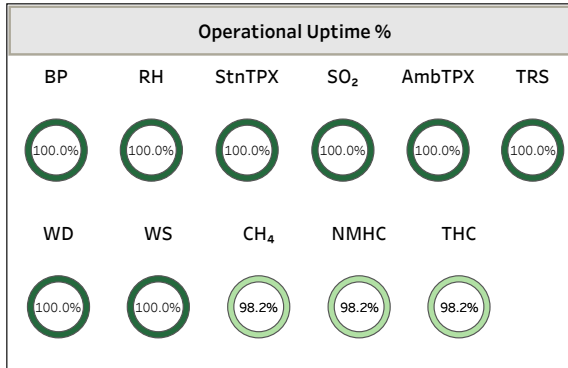 Operational Uptime %
BP RH StnTPX SO₂ AmbTPX TRS
100.0% 100.0% 100.0% 100.0% 100.0% 100.0%
WD WS CH₄ NMHC THC
100.0% 100.0% 98.2% 98.2% 98.2%